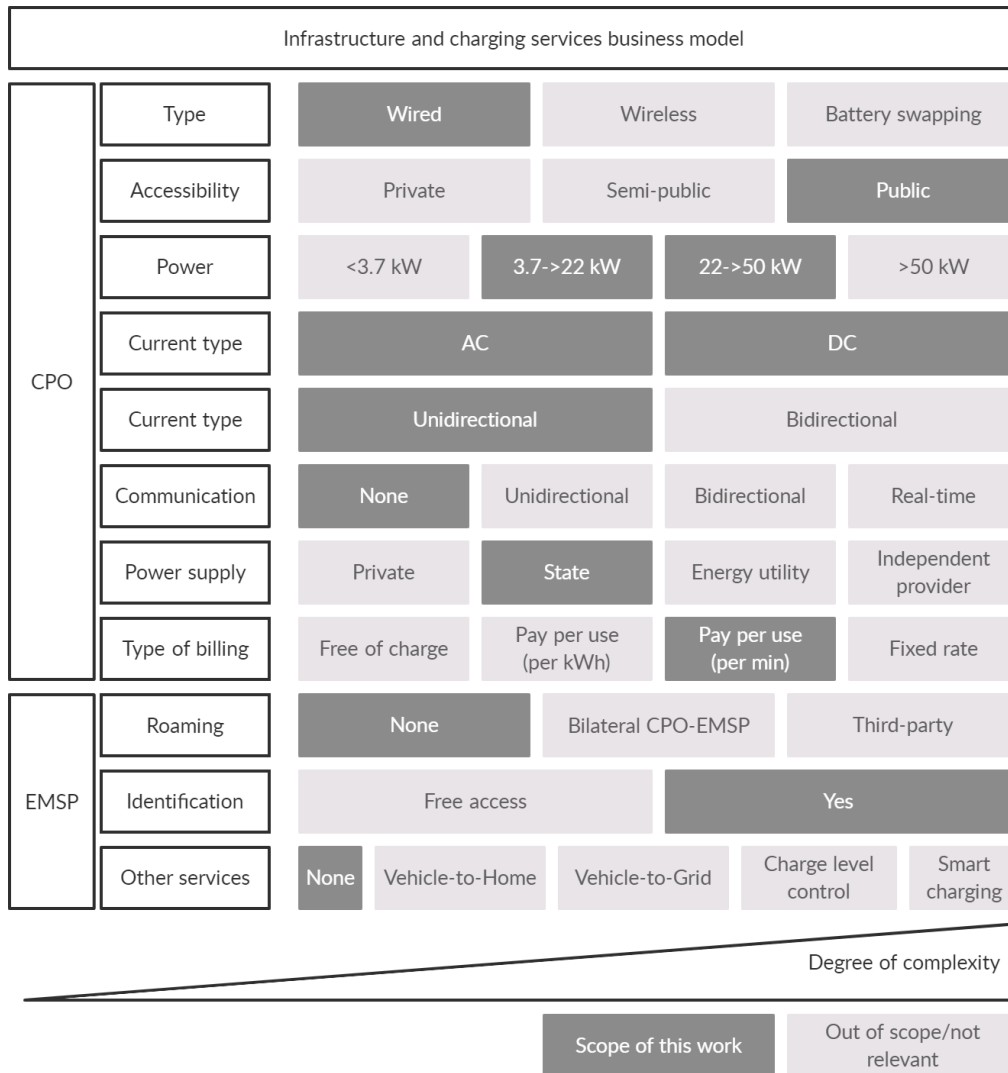 Infrastructure and charging services business model
CPO
Type
Wired
Wireless
Battery swapping
Accessibility
Private
Semi-public
Public
Power
<3.7 kW
3.7->22 kW
22->50 kW
>50 kW
Current type
AC
DC
Current type
Unidirectional
Bidirectional
Communication
None
Unidirectional
Bidirectional
Real-time
Power supply
Private
State
Energy utility
Independent
provider
Type of billing
Free of charge
Pay per use
(per kWh)
Pay per use
(per min)
Fixed rate
EMSP
Roaming
None
Bilateral CPO-EMSP
Third-party
Identification
Free access
Yes
Other services
None
Vehicle-to-Home
Vehicle-to-Grid
Charge level
control
Smart
charging
Degree of complexity
Scope of this work
Out of scope/not
relevant